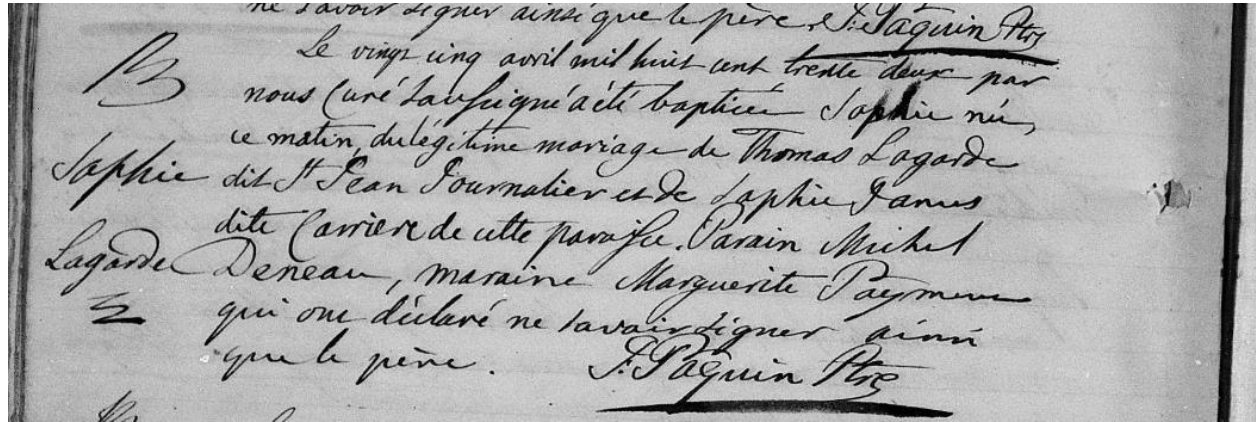 ne savoir signer ainsi que le père. J. Paquin Ptre
B
Le vingt cinq avril mil huit cent trente deux par
nous Curé soussigné a été baptisée Sophie née
ce matin, du légitime mariage de Thomas Lagarde
Sophie
dit St Jean Journalier et de Sophie Janus
dite Carrière de cette paroisse. Parain Michel
Lagarde
Deneau, maraine Marguerite
qui ont déclaré ne savoir signer ainsi
que le père. J. Paquin Ptre